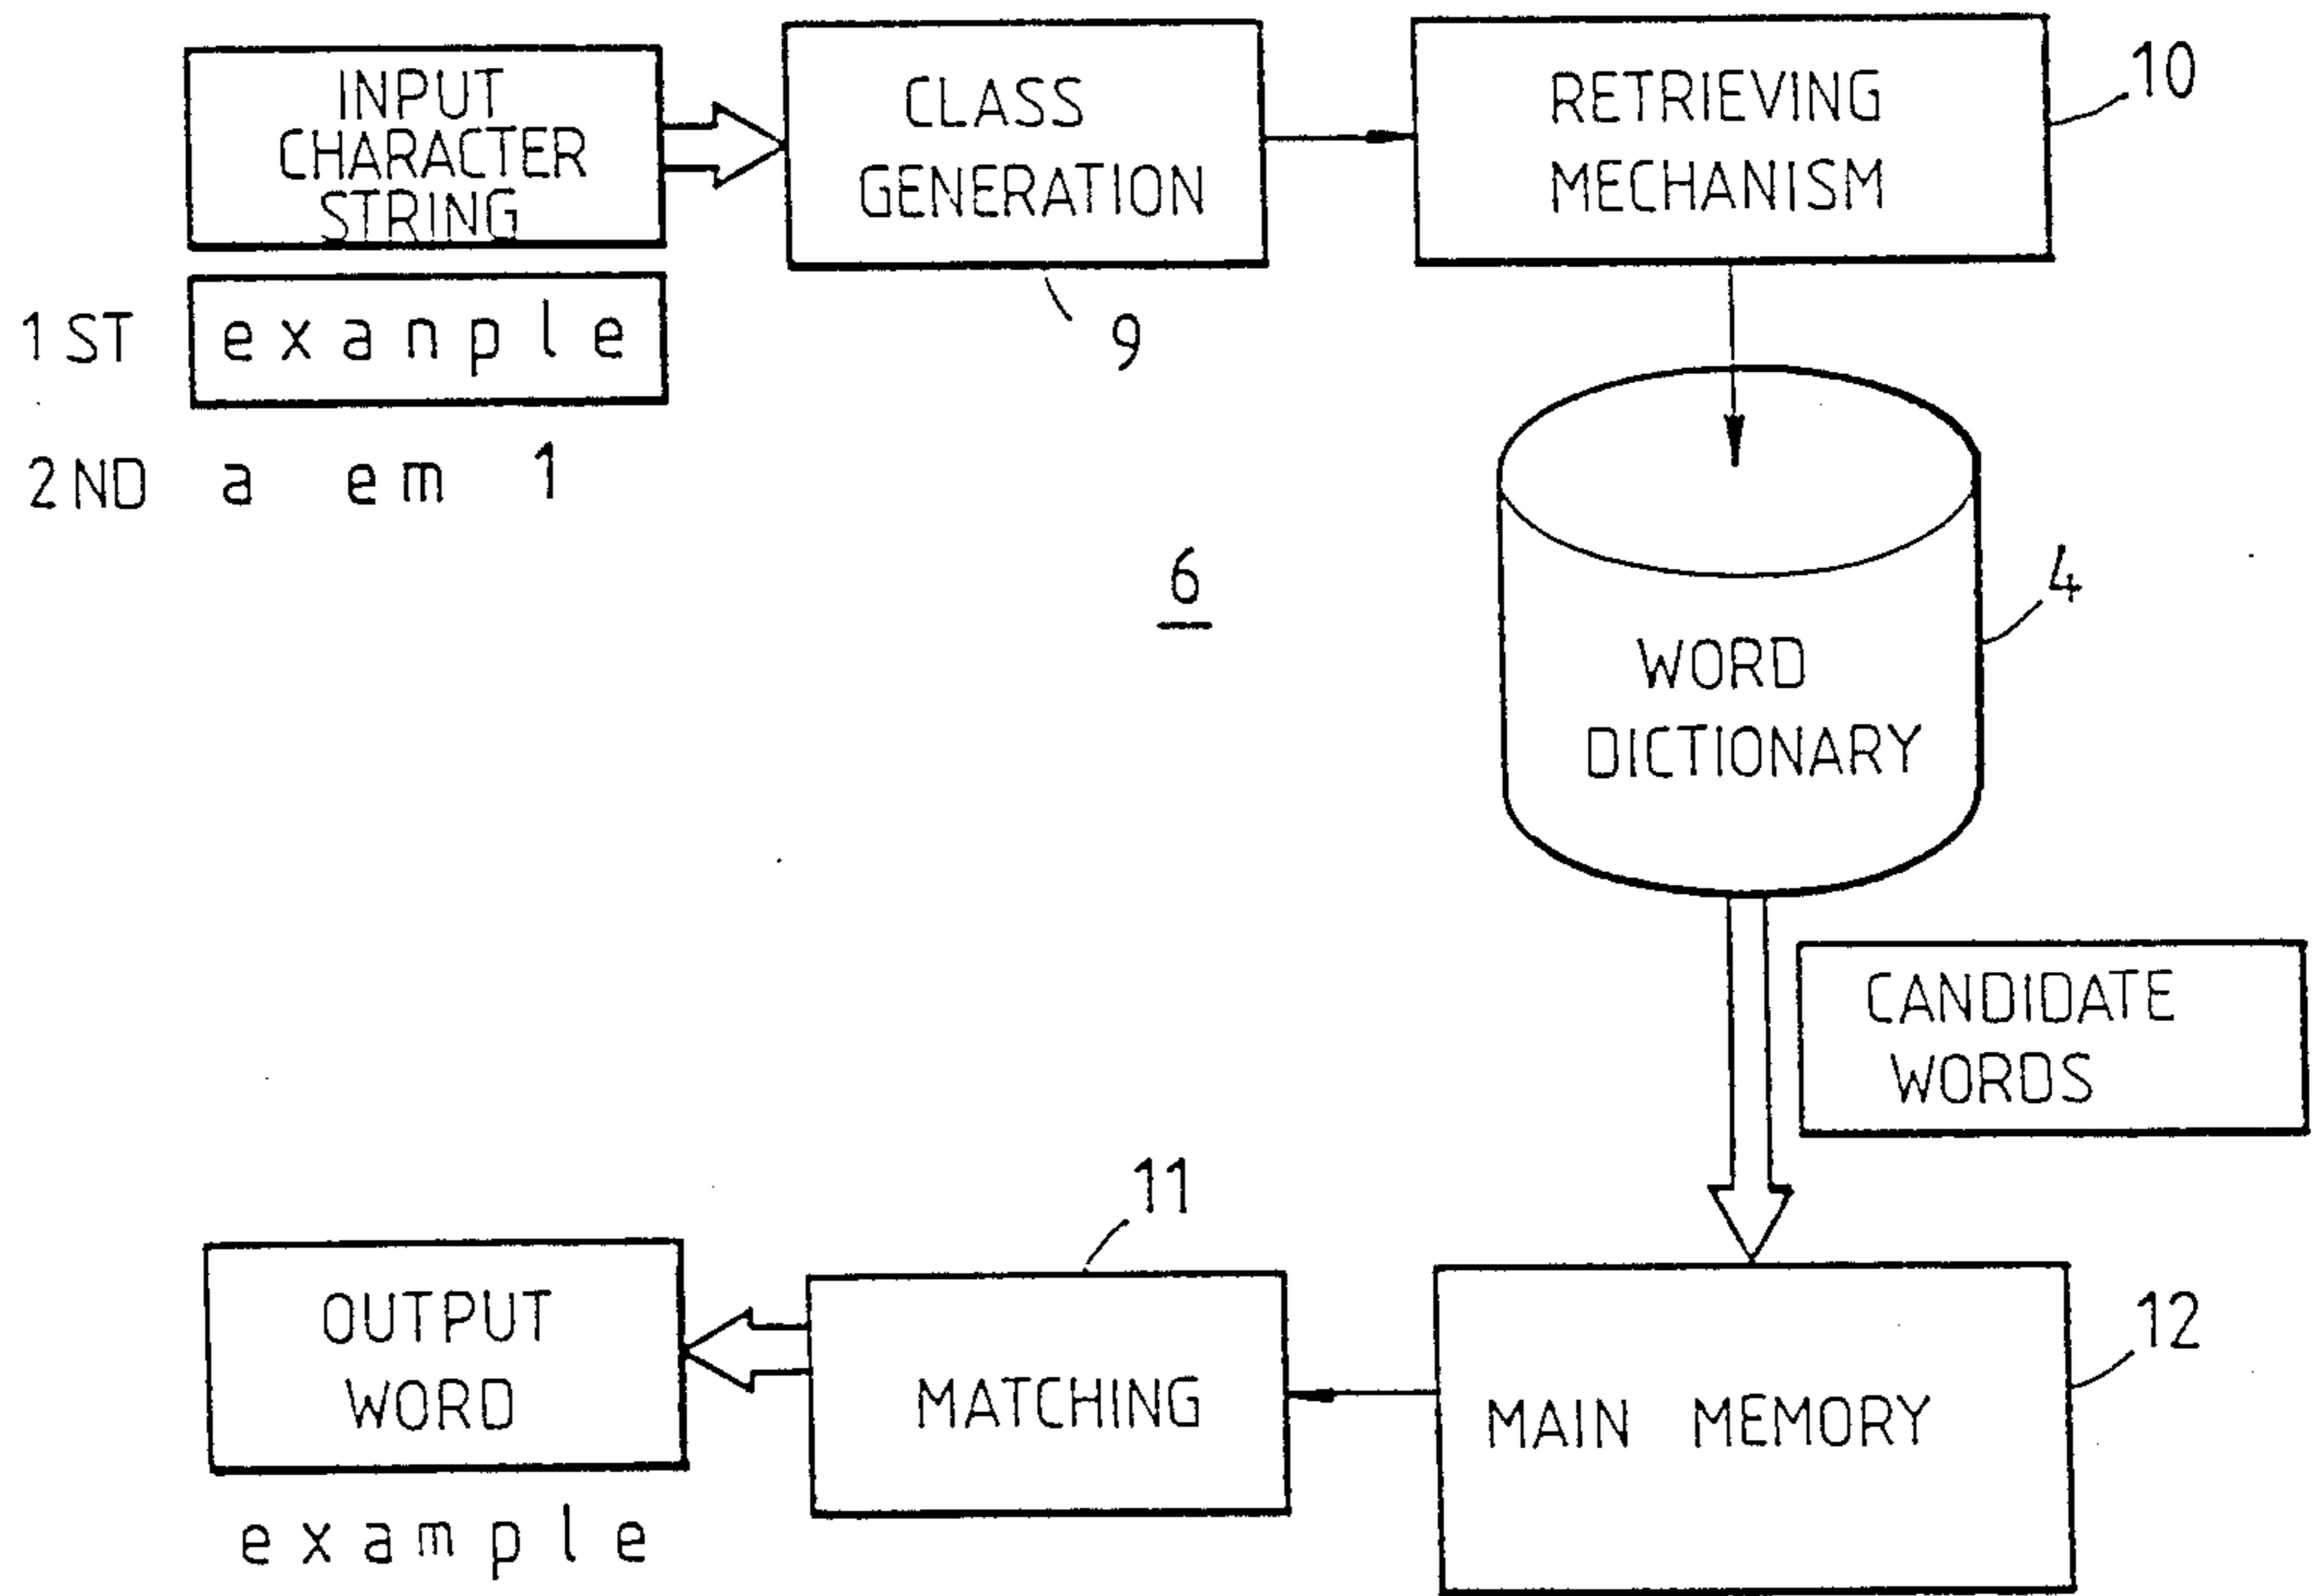 INPUT
CHARACTER
STRING
CLASS
GENERATION
RETRIEVING
MECHANISM
10
9
1ST e x a n p l e
2ND a em 1
6
4
WORD
DICTIONARY
CANDIDATE
WORDS
11
12
OUTPUT
WORD
MATCHING
MAIN MEMORY
e x a m p l e